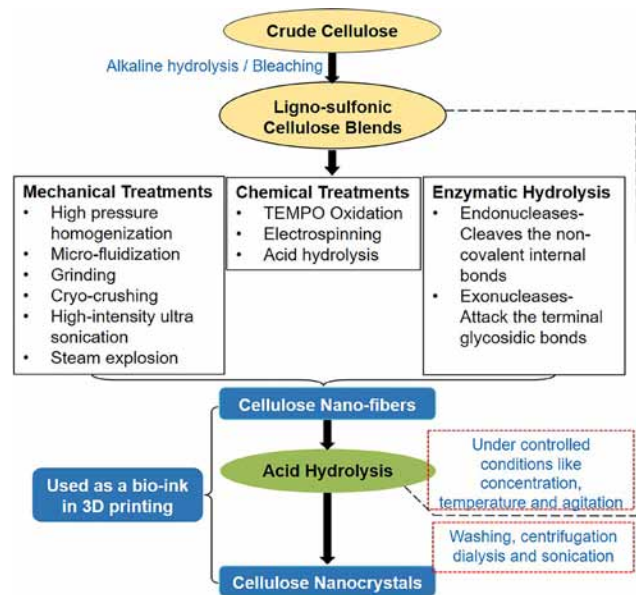 Crude Cellulose
Alkaline hydrolysis / Bleaching
Ligno-sulfonic
Cellulose Blends
Mechanical Treatments
• High pressure
homogenization
• Micro-fluidization
• Grinding
• Cryo-crushing
• High-intensity ultra
sonication
• Steam explosion
Chemical Treatments
• TEMPO Oxidation
• Electrospinning
• Acid hydrolysis
Enzymatic Hydrolysis
• Endonucleases-
Cleaves the non-
covalent internal
bonds
• Exonucleases-
Attack the terminal
glycosidic bonds
Cellulose Nano-fibers
Used as a bio-ink
in 3D printing
Acid Hydrolysis
Under controlled
conditions like
concentration,
temperature and agitation
Washing, centrifugation
dialysis and sonication
Cellulose Nanocrystals